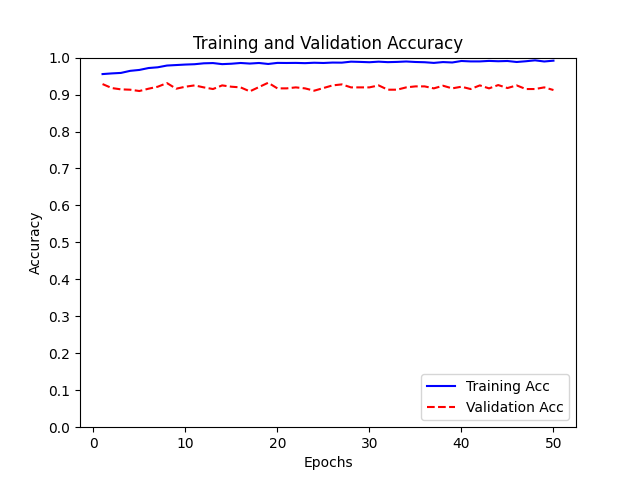 Training and Validation Accuracy
1.0
0.9
0.8
0.7
0.6
0.5
0.4
0.3
0.2
0.1
0.0
Accuracy
0 10 20 30 40 50
Epochs
Training Acc
Validation Acc